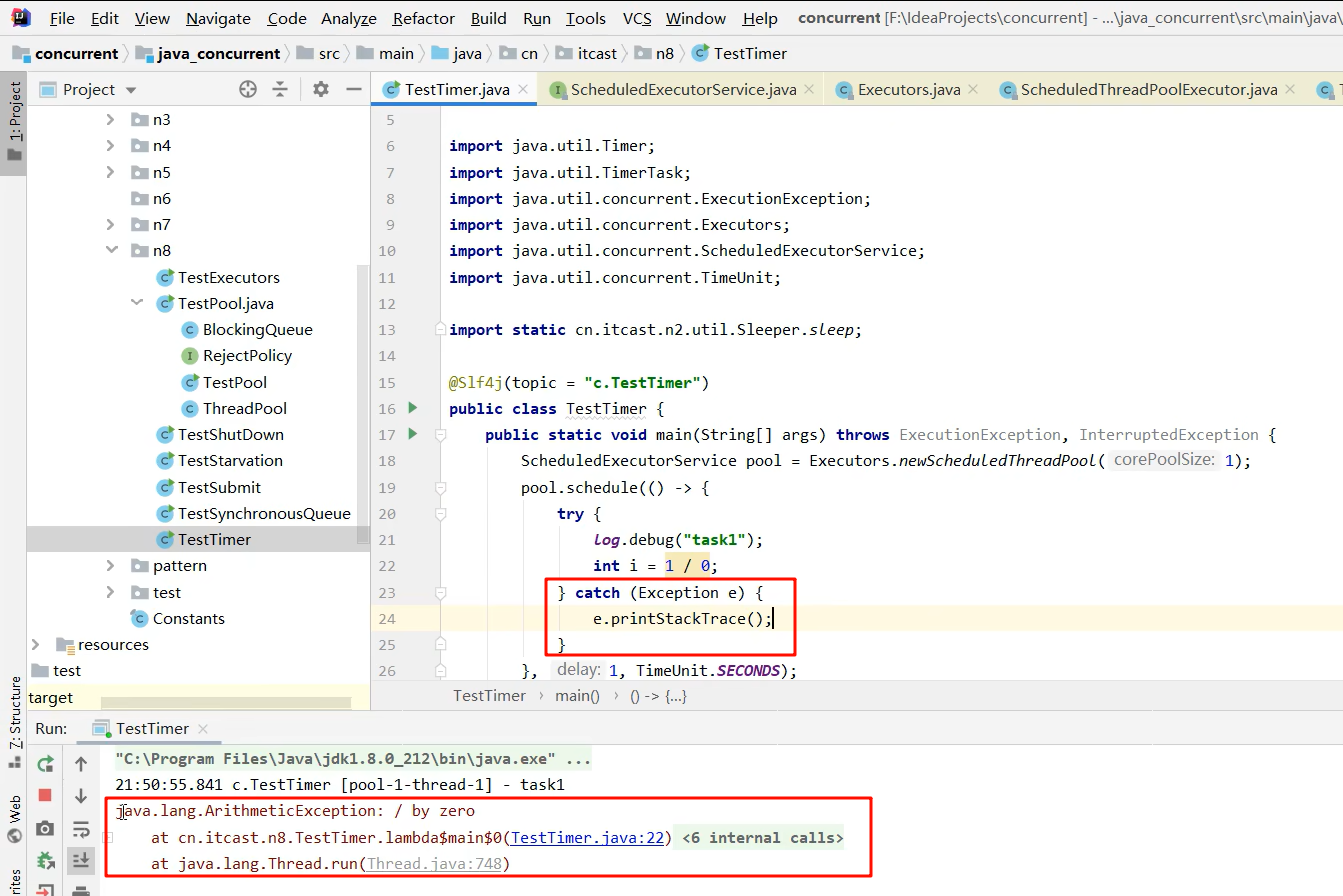 File Edit View Navigate Code Analyze Refactor Build Run Tools VCS Window Help concurrent [F:\IdeaProjects\concurrent] - ...\java_concurrent\src\main\java\
concurrent java_concurrent src main java cn itcast n8 TestTimer
1: Project
Project
TestTimer.java ScheduledExecutorService.java Executors.java ScheduledThreadPoolExecutor.java
n3
n4
n5
n6
n7
n8
TestExecutors
TestPool.java
BlockingQueue
RejectPolicy
TestPool
ThreadPool
TestShutDown
TestStarvation
TestSubmit
TestSynchronousQueue
TestTimer
pattern
test
Constants
resources
test
target
5
6 import java.util.Timer;
7 import java.util.TimerTask;
8 import java.util.concurrent.ExecutionException;
9 import java.util.concurrent.Executors;
10 import java.util.concurrent.ScheduledExecutorService;
11 import java.util.concurrent.TimeUnit;
12
13 import static cn.itcast.n2.util.Sleeper.sleep;
14
15 @Slf4j(topic = "c.TestTimer")
16 public class TestTimer {
17 public static void main(String[] args) throws ExecutionException, InterruptedException {
18 ScheduledExecutorService pool = Executors.newScheduledThreadPool( corePoolSize: 1);
19 pool.schedule(() -> {
20 try {
21 log.debug("task1");
22 int i = 1 / 0;
23 } catch (Exception e) {
24 e.printStackTrace();
25 }
26 }, delay: 1, TimeUnit.SECONDS);
TestTimer main() () -> {...}
Z: Structure
Web
Run: TestTimer
"C:\Program Files\Java\jdk1.8.0_212\bin\java.exe" ...
21:50:55.841 c.TestTimer [pool-1-thread-1] - task1
java.lang.ArithmeticException: / by zero
at cn.itcast.n8.TestTimer.lambda$main$0(TestTimer.java:22) <6 internal calls>
at java.lang.Thread.run(Thread.java:748)